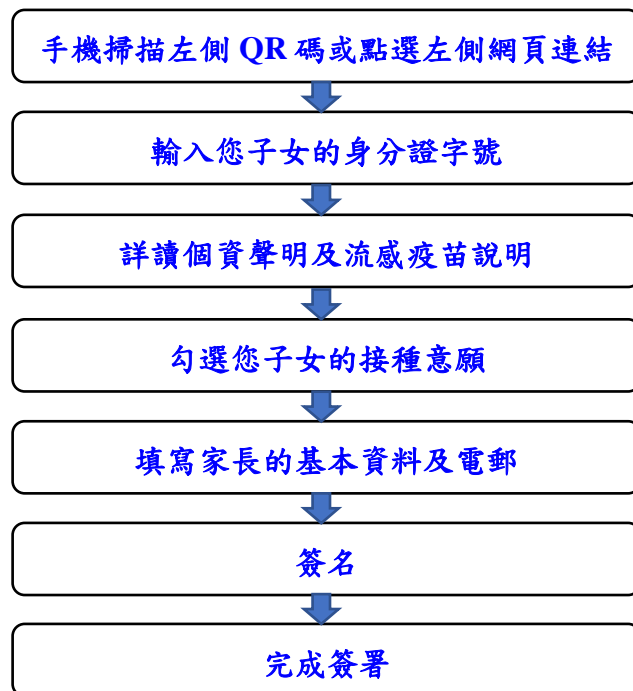 手機掃描左側 QR 碼或點選左側網頁連結
輸入您子女的身分證字號
詳讀個資聲明及流感疫苗說明
勾選您子女的接種意願
填寫家長的基本資料及電郵
簽名
完成簽署